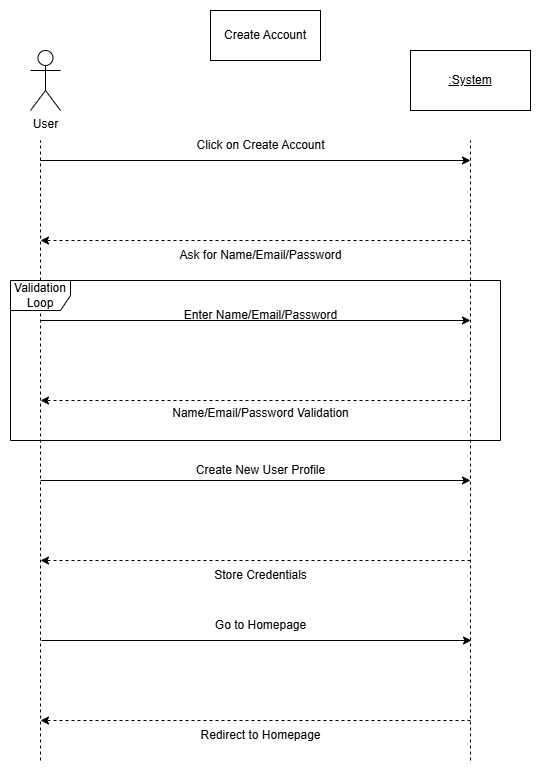 Create Account
:System
User
Click on Create Account
Ask for Name/Email/Password
Validation
Loop
Enter Name/Email/Password
Name/Email/Password Validation
Create New User Profile
Store Credentials
Go to Homepage
Redirect to Homepage